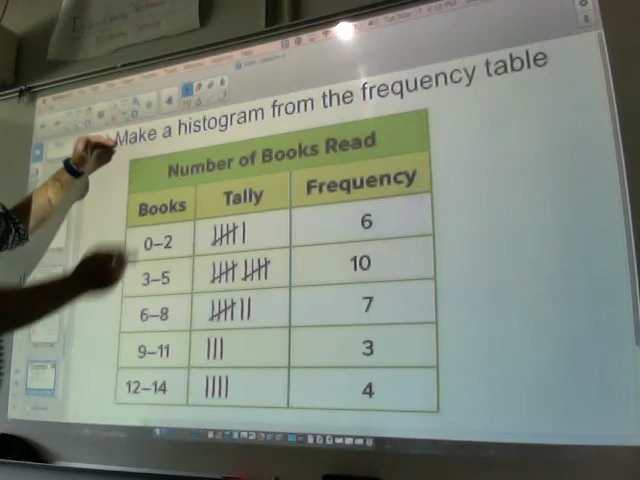 Make a histogram from the frequency table
Number of Books Read
Books Tally Frequency
0–2 6
3–5 10
6–8 7
9–11 3
12–14 4